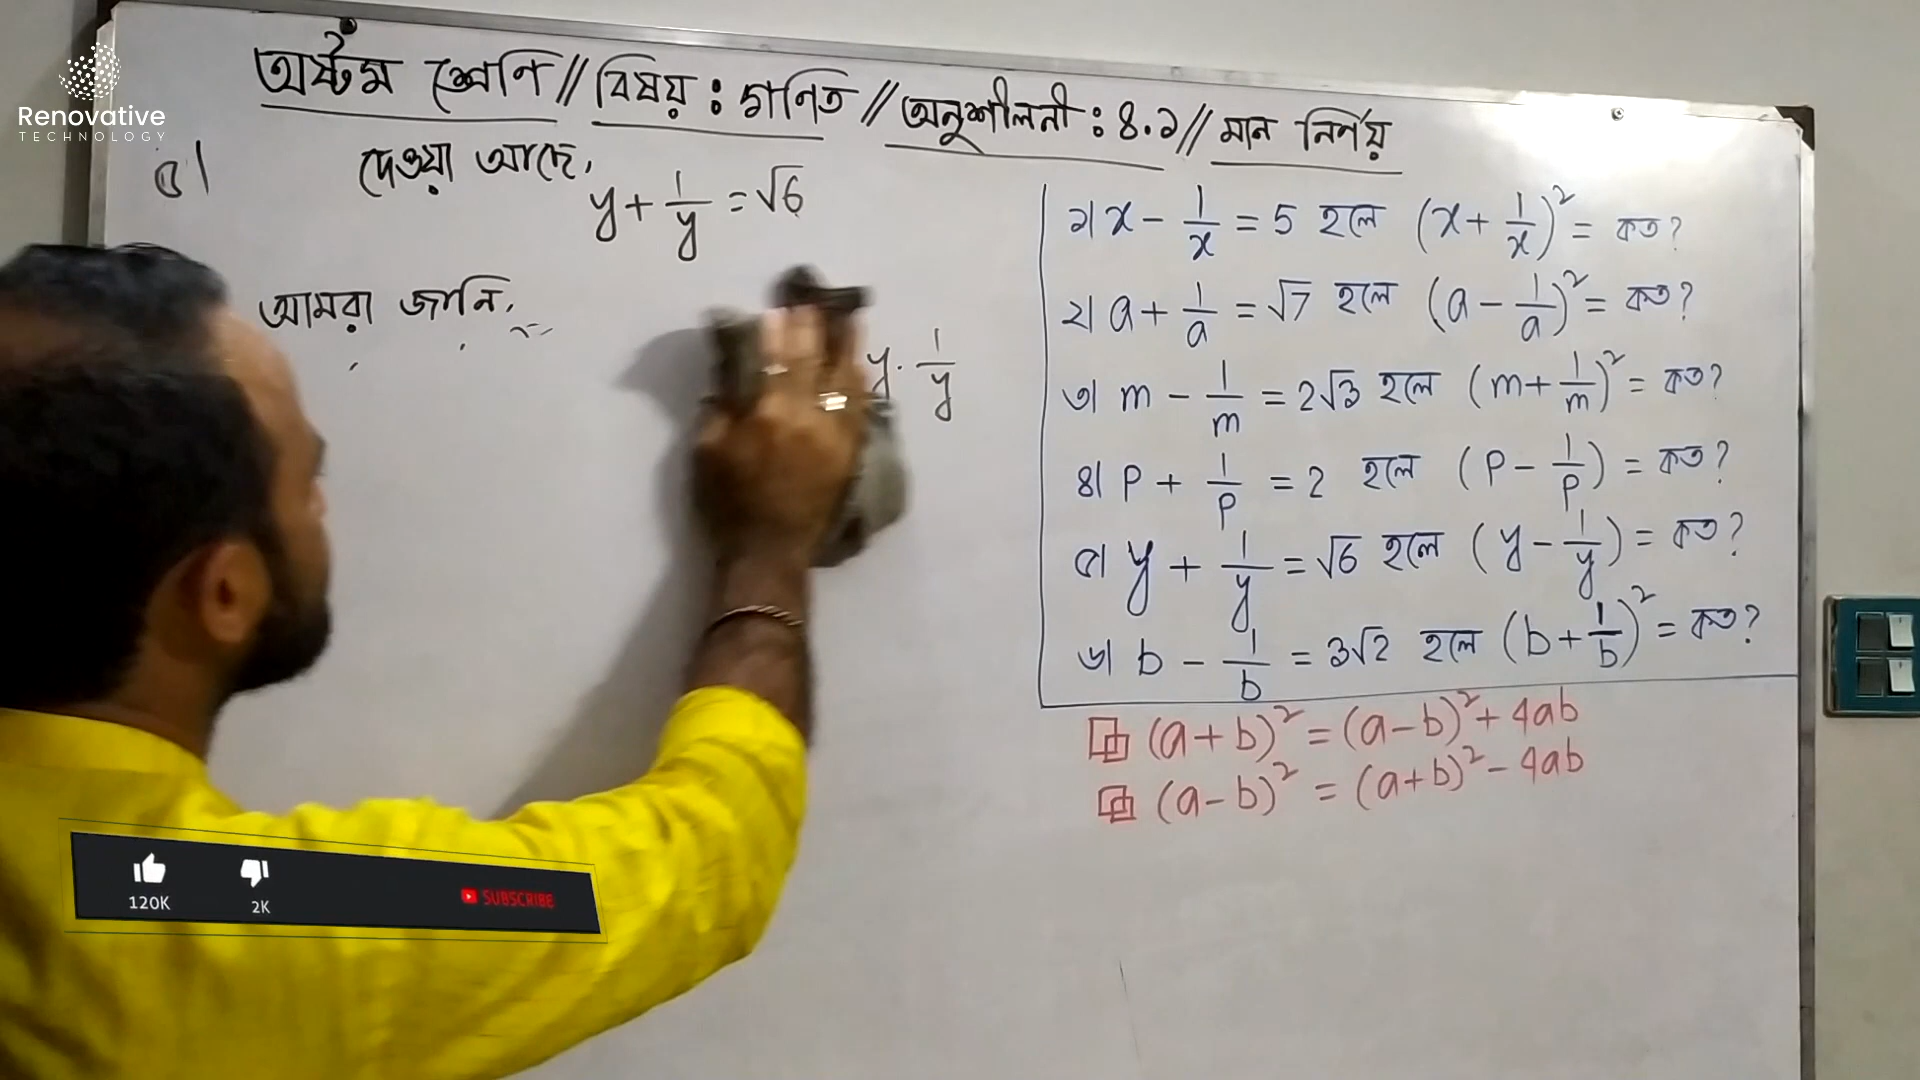 Renovative
TECHNOLOGY
অষ্টম শ্রেণি // বিষয় : গণিত // অনুশীলনী : ৪.১ // মান নির্ণয়
৫। দেওয়া আছে,
y + 1/y = √6
আমরা জানি,
y · 1/y
১। x - 1/x = 5 হলে (x + 1/x)² = কত?
২। a + 1/a = √7 হলে (a - 1/a)² = কত?
৩। m - 1/m = 2√3 হলে (m + 1/m)² = কত?
৪। P + 1/P = 2 হলে (P - 1/P) = কত?
৫। y + 1/y = √6 হলে (y - 1/y) = কত?
৬। b - 1/b = 3√2 হলে (b + 1/b)² = কত?
(a + b)² = (a - b)² + 4ab
(a - b)² = (a + b)² - 4ab
120K
2K
SUBSCRIBE